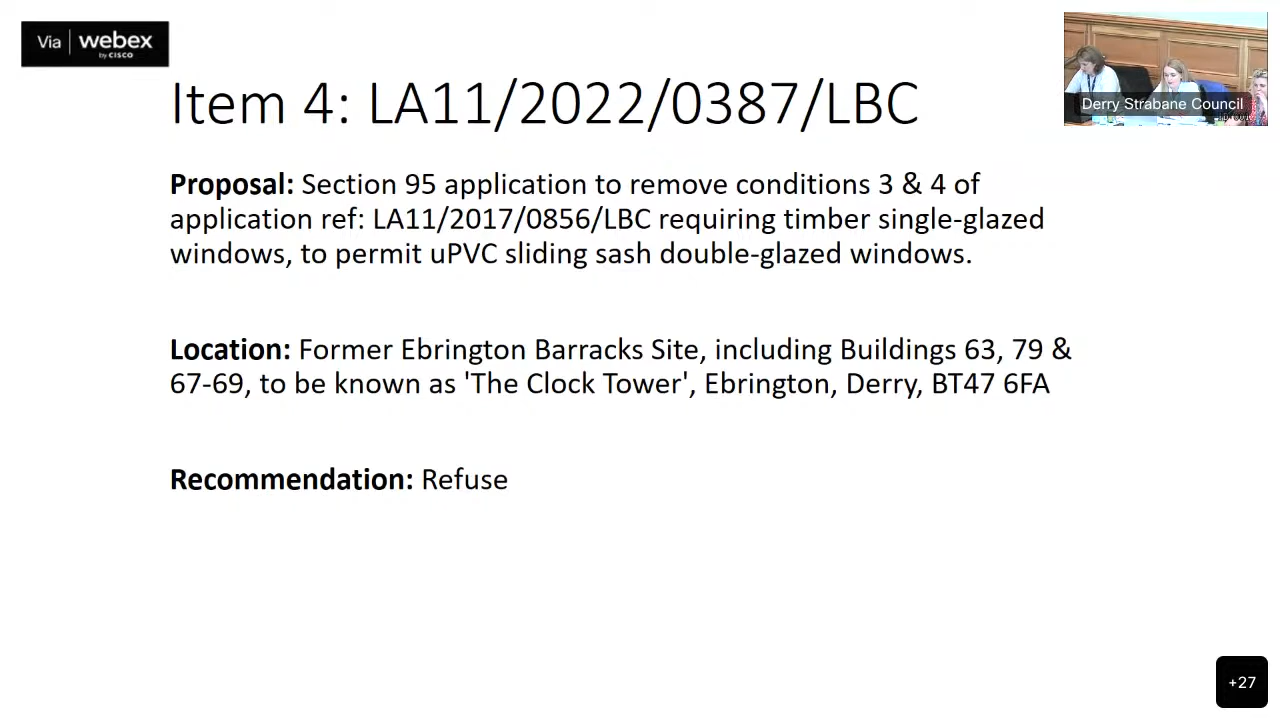 Via webex
by CISCO
Derry Strabane Council
Item 4: LA11/2022/0387/LBC
Proposal: Section 95 application to remove conditions 3 & 4 of
application ref: LA11/2017/0856/LBC requiring timber single-glazed
windows, to permit uPVC sliding sash double-glazed windows.
Location: Former Ebrington Barracks Site, including Buildings 63, 79 &
67-69, to be known as 'The Clock Tower', Ebrington, Derry, BT47 6FA
Recommendation: Refuse
+27